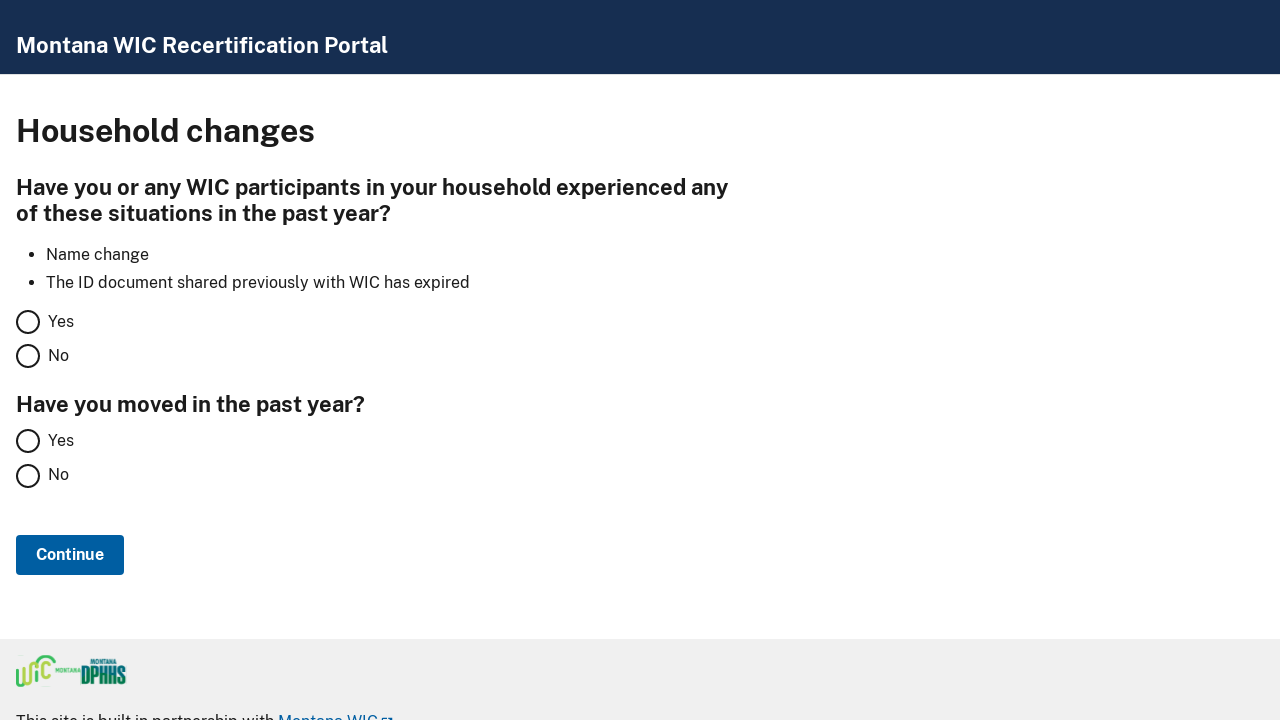 Montana WIC Recertification Portal
Household changes
Have you or any WIC participants in your household experienced any
of these situations in the past year?
Name change
The ID document shared previously with WIC has expired
Yes
No
Have you moved in the past year?
Yes
No
Continue
WIC MONTANA MONTANA
DPHHS
This site is built in partnership with Montana WIC